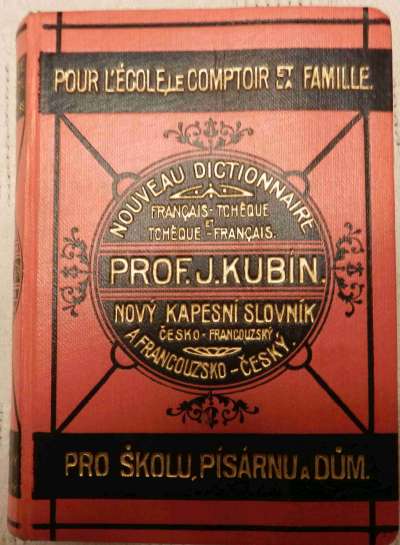 POUR L'ÉCOLE, LE COMPTOIR ET LA FAMILLE.
NOUVEAU DICTIONNAIRE
FRANÇAIS-TCHÈQUE
ET
TCHÈQUE-FRANÇAIS.
PROF. J. KUBÍN.
NOVÝ KAPESNÍ SLOVNÍK
ČESKO-FRANCOUZSKÝ
A FRANCOUZSKO-ČESKÝ.
PRO ŠKOLU, PÍSÁRNU A DŮM.